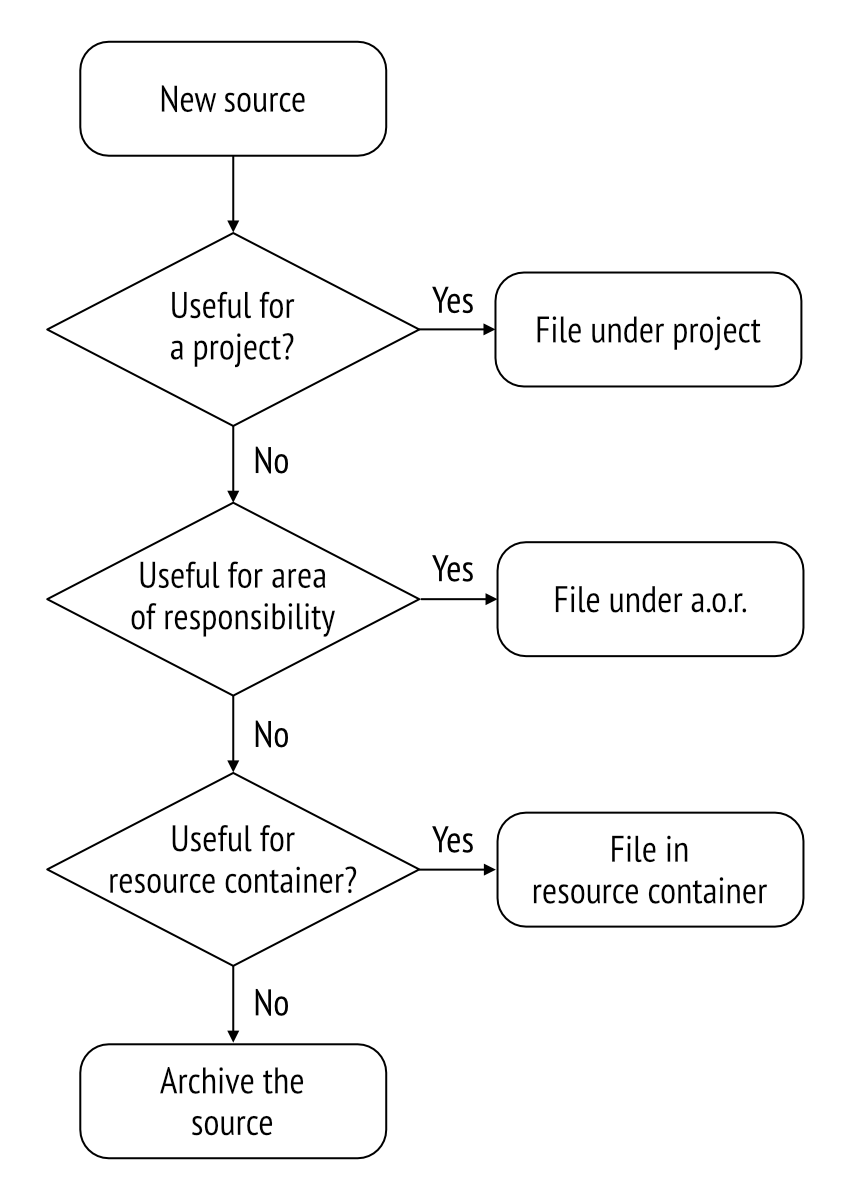 New source
Useful for
a project?
Yes
File under project
No
Useful for area
of responsibility
Yes
File under a.o.r.
No
Useful for
resource container?
Yes
File in
resource container
No
Archive the
source